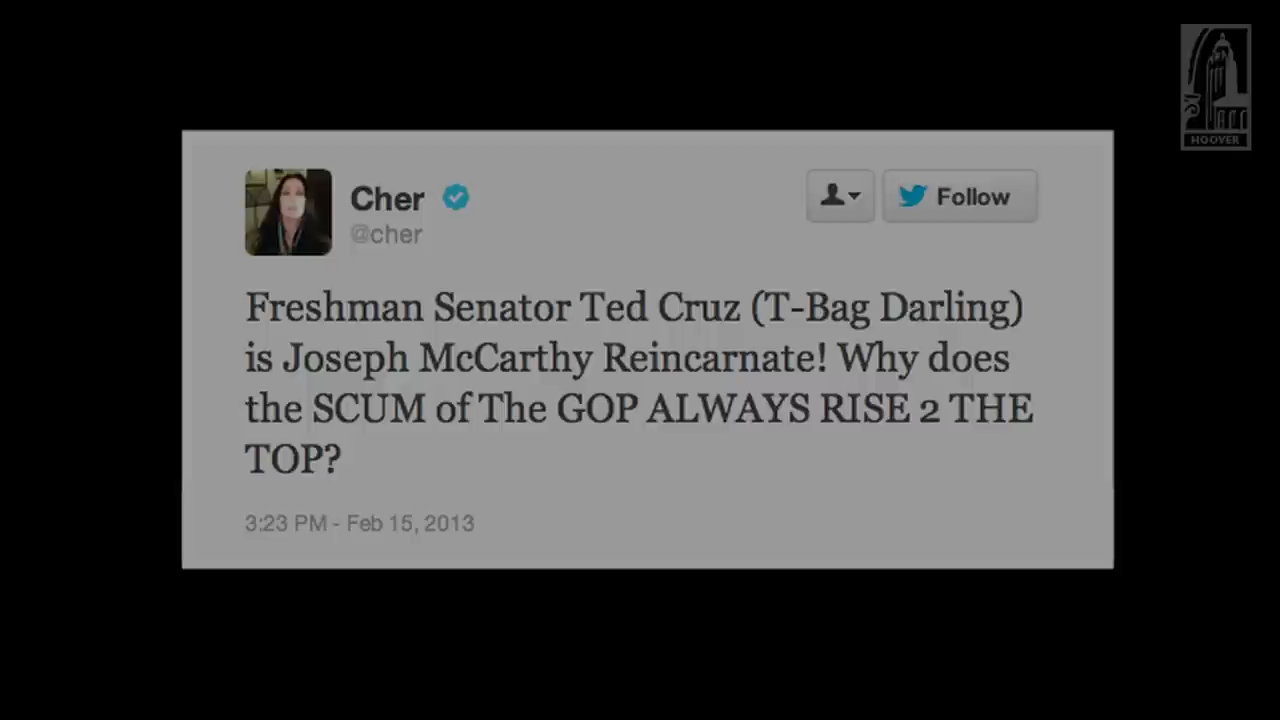 HOOVER
Cher
@cher
Follow
Freshman Senator Ted Cruz (T-Bag Darling)
is Joseph McCarthy Reincarnate! Why does
the SCUM of The GOP ALWAYS RISE 2 THE
TOP?
3:23 PM - Feb 15, 2013